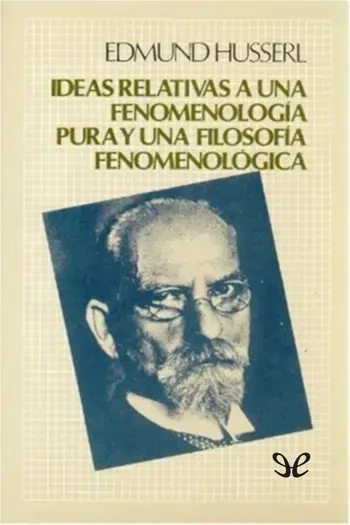 EDMUND HUSSERL
IDEAS RELATIVAS A UNA
FENOMENOLOGÍA
PURA Y UNA FILOSOFÍA
FENOMENOLÓGICA